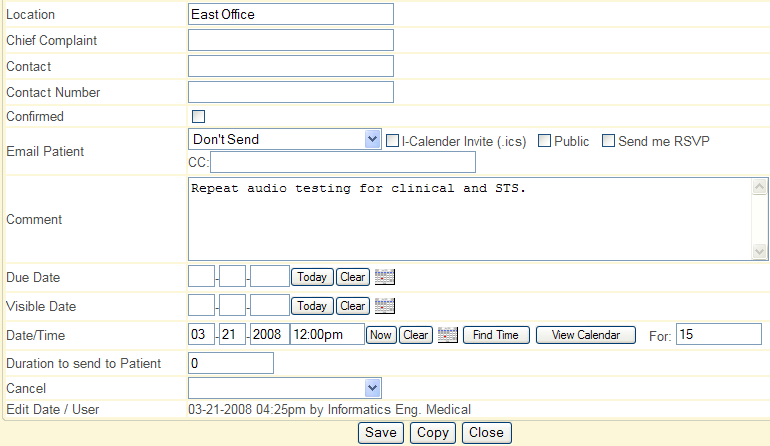 Location East Office
Chief Complaint
Contact
Contact Number
Confirmed
Email Patient Don't Send I-Calender Invite (.ics) Public Send me RSVP
CC:
Comment Repeat audio testing for clinical and STS.
Due Date - - Today Clear
Visible Date - - Today Clear
Date/Time 03 - 21 - 2008 12:00pm Now Clear Find Time View Calendar For: 15
Duration to send to Patient 0
Cancel
Edit Date / User 03-21-2008 04:25pm by Informatics Eng. Medical
Save Copy Close